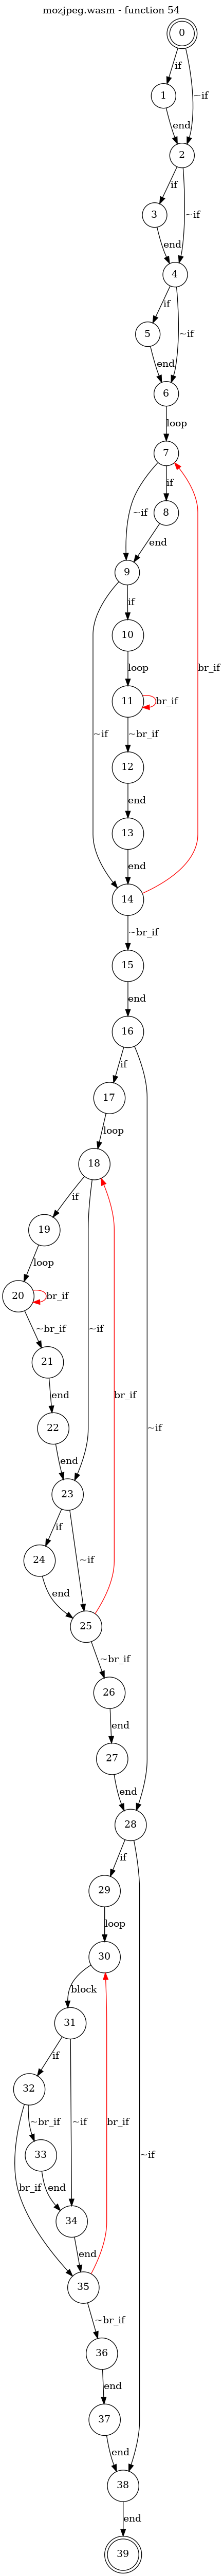 mozjpeg.wasm - function 54
0
if
1
~if
end
2
if
3
~if
end
4
if
5
~if
end
6
loop
7
if
8
~if
end
9
if
10
loop
~if
11
br_if
br_if
~br_if
12
end
13
end
14
~br_if
15
end
16
if
17
loop
18
if
19
loop
~if
20
br_if
br_if
~if
~br_if
21
end
22
end
23
if
24
~if
end
25
~br_if
26
end
27
end
28
if
29
loop
30
block
31
if
32
~br_if
~if
br_if
~if
33
br_if
end
34
end
35
~br_if
36
end
37
end
38
end
39